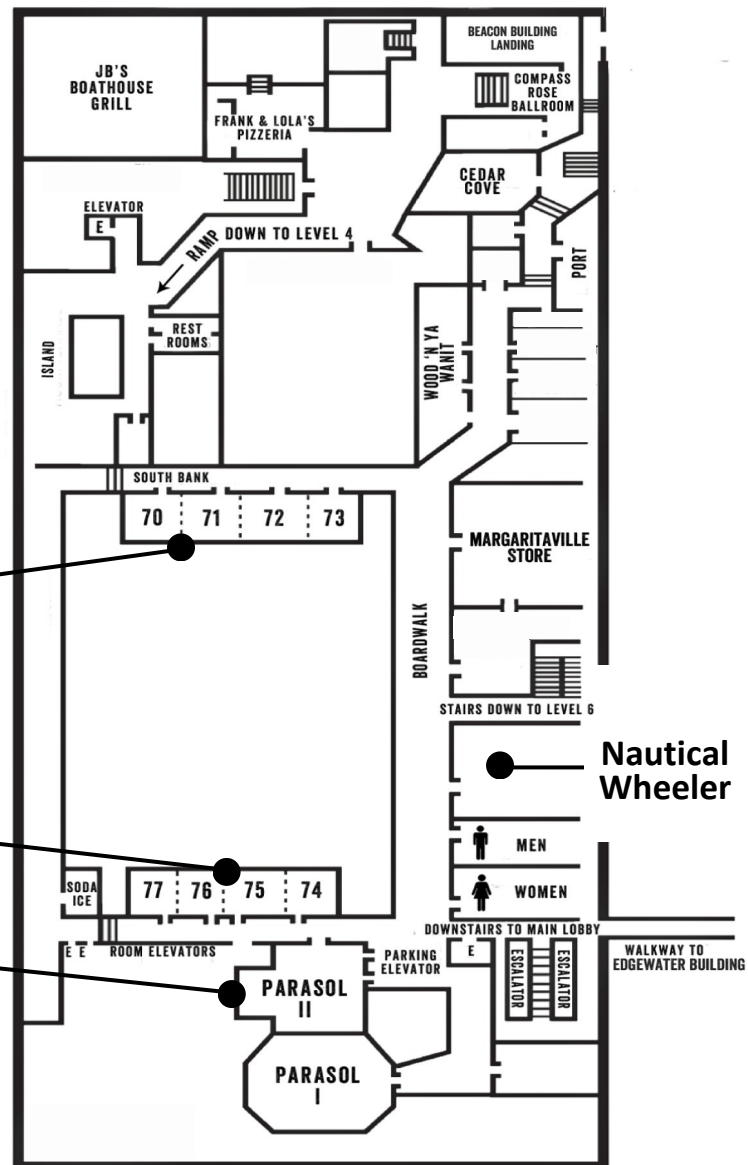 JB'S
BOATHOUSE
GRILL
FRANK & LOLA'S
PIZZERIA
BEACON BUILDING
LANDING
COMPASS
ROSE
BALLROOM
CEDAR
COVE
ELEVATOR
E
RAMP
DOWN TO LEVEL 4
PORT
ISLAND
REST
ROOMS
WOOD 'N YA
WANIT
SOUTH BANK
70
71
72
73
MARGARITAVILLE
STORE
BOARDWALK
STAIRS DOWN TO LEVEL 6
Nautical
Wheeler
MEN
WOMEN
SODA
ICE
77
76
75
74
DOWNSTAIRS TO MAIN LOBBY
E E
ROOM ELEVATORS
PARKING
ELEVATOR
E
ESCALATOR
ESCALATOR
WALKWAY TO
EDGEWATER BUILDING
PARASOL
II
PARASOL
I